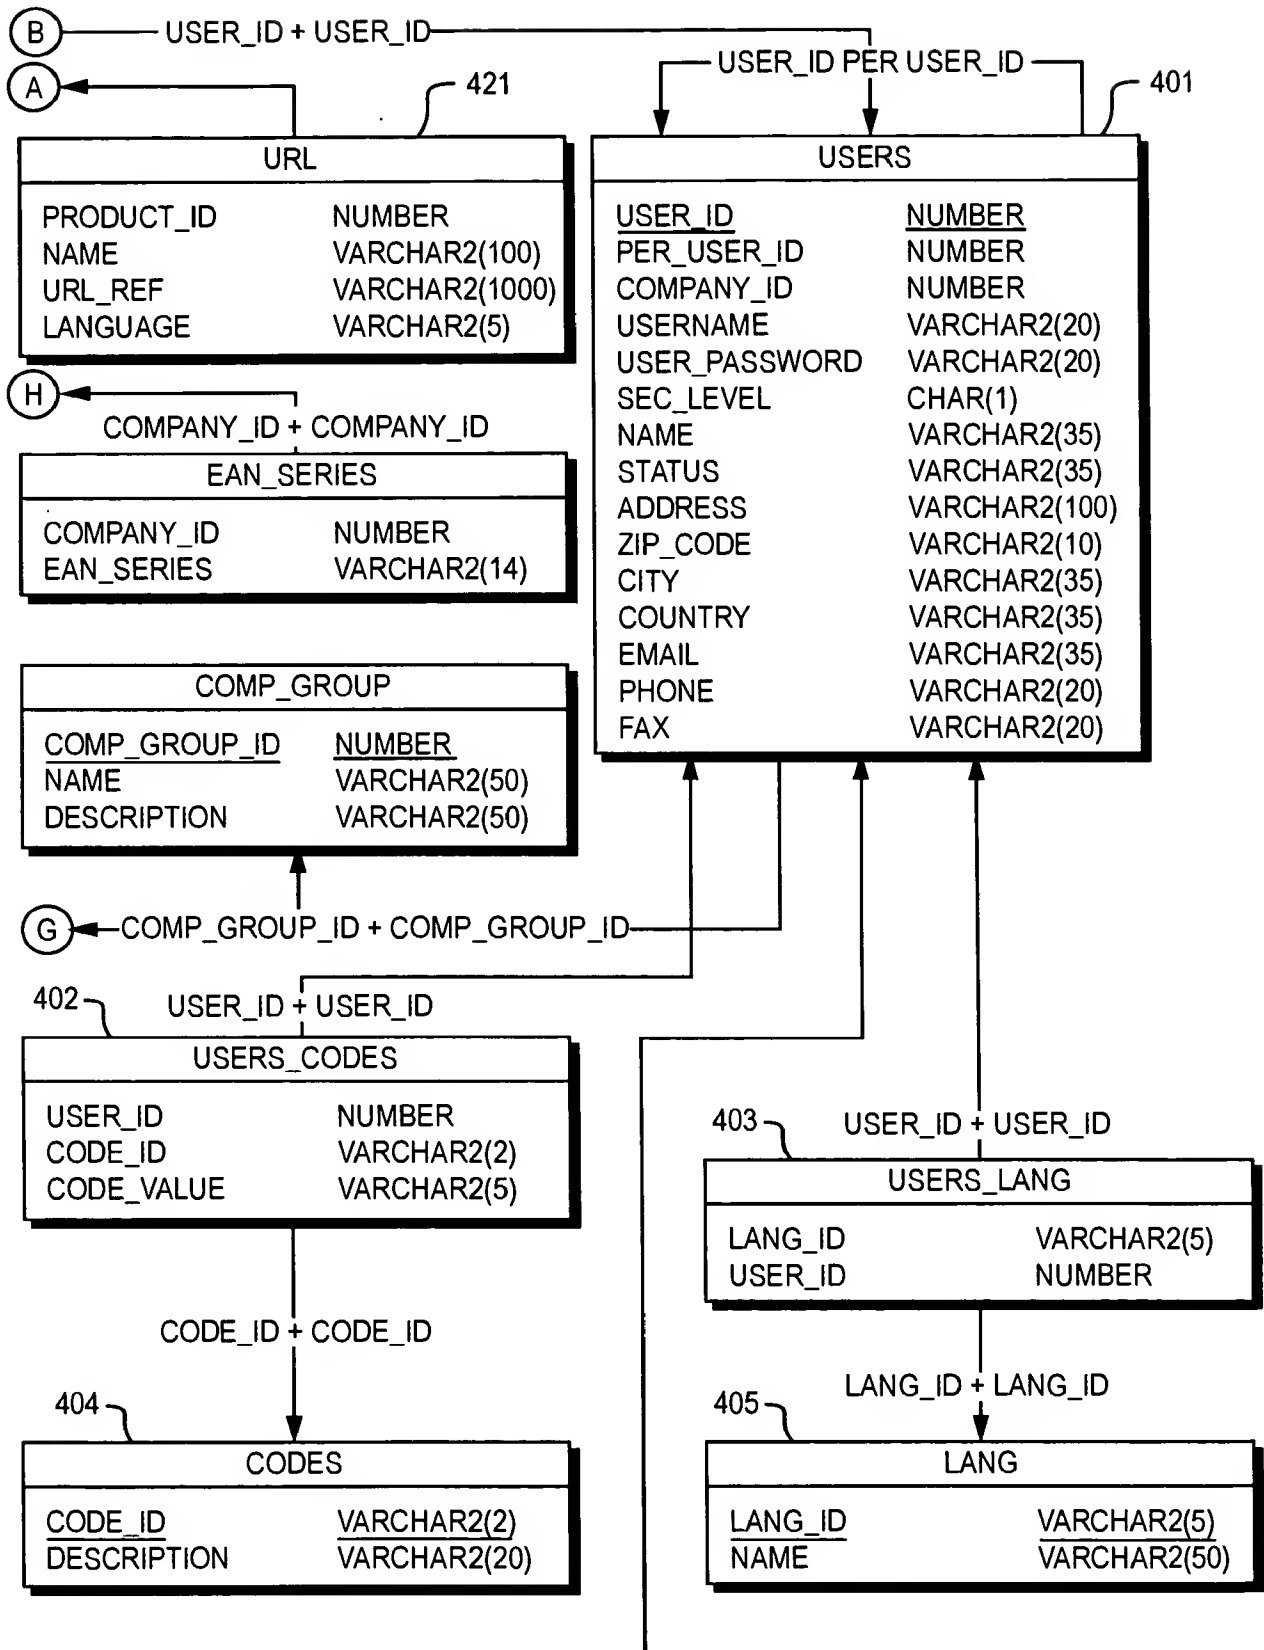 B USER_ID + USER_ID
USER_ID PER USER_ID
A
421
401
URL
PRODUCT_ID NUMBER
NAME VARCHAR2(100)
URL_REF VARCHAR2(1000)
LANGUAGE VARCHAR2(5)
USERS
USER_ID NUMBER
PER_USER_ID NUMBER
COMPANY_ID NUMBER
USERNAME VARCHAR2(20)
USER_PASSWORD VARCHAR2(20)
SEC_LEVEL CHAR(1)
NAME VARCHAR2(35)
STATUS VARCHAR2(35)
ADDRESS VARCHAR2(100)
ZIP_CODE VARCHAR2(10)
CITY VARCHAR2(35)
COUNTRY VARCHAR2(35)
EMAIL VARCHAR2(35)
PHONE VARCHAR2(20)
FAX VARCHAR2(20)
H
COMPANY_ID + COMPANY_ID
EAN_SERIES
COMPANY_ID NUMBER
EAN_SERIES VARCHAR2(14)
COMP_GROUP
COMP_GROUP_ID NUMBER
NAME VARCHAR2(50)
DESCRIPTION VARCHAR2(50)
G COMP_GROUP_ID + COMP_GROUP_ID
402
USER_ID + USER_ID
USERS_CODES
USER_ID NUMBER
CODE_ID VARCHAR2(2)
CODE_VALUE VARCHAR2(5)
403
USER_ID + USER_ID
USERS_LANG
LANG_ID VARCHAR2(5)
USER_ID NUMBER
CODE_ID + CODE_ID
404
CODES
CODE_ID VARCHAR2(2)
DESCRIPTION VARCHAR2(20)
LANG_ID + LANG_ID
405
LANG
LANG_ID VARCHAR2(5)
NAME VARCHAR2(50)